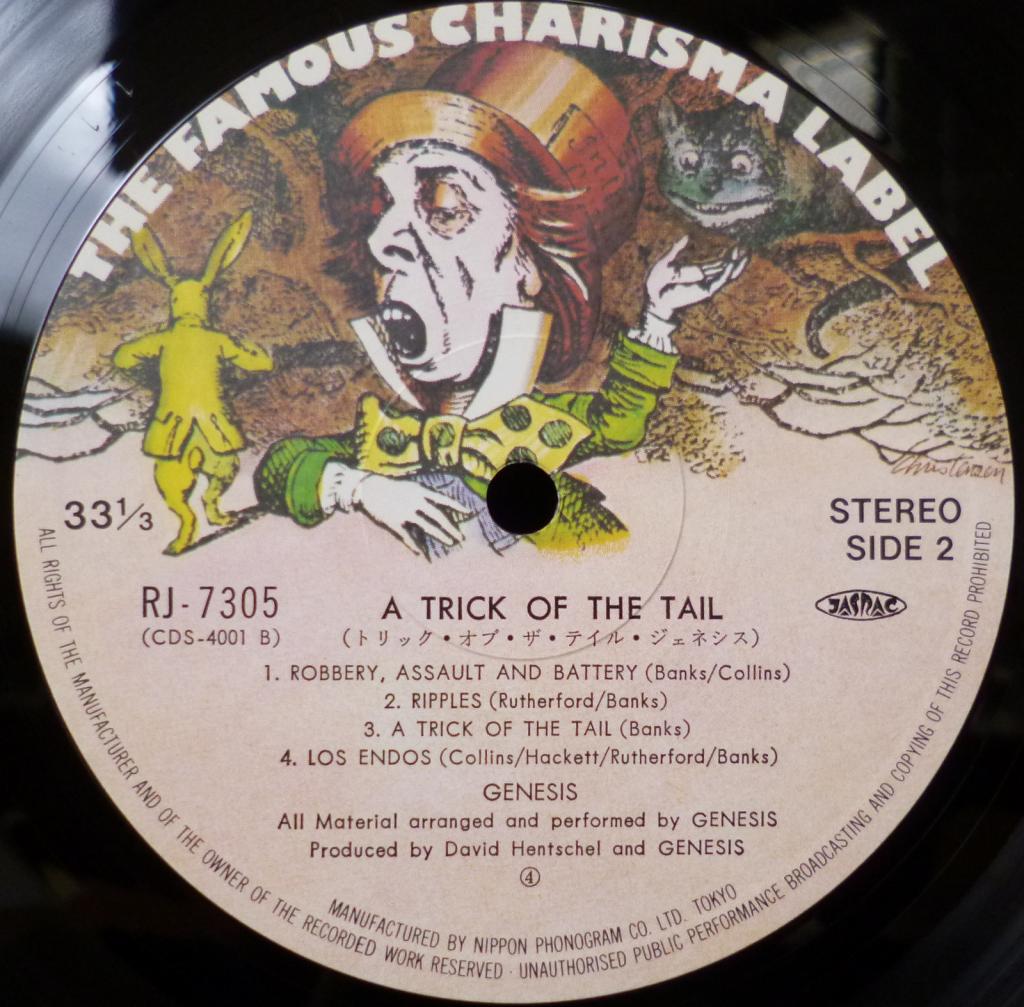 THE FAMOUS CHARISMA LABEL
Christensen
33⅓
STEREO
SIDE 2
RJ-7305
(CDS-4001 B)
A TRICK OF THE TAIL
(トリック・オブ・ザ・テイル・ジェネシス)
JASRAC
1. ROBBERY, ASSAULT AND BATTERY (Banks/Collins)
2. RIPPLES (Rutherford/Banks)
3. A TRICK OF THE TAIL (Banks)
4. LOS ENDOS (Collins/Hackett/Rutherford/Banks)
GENESIS
All Material arranged and performed by GENESIS
Produced by David Hentschel and GENESIS
④
MANUFACTURED BY NIPPON PHONOGRAM CO. LTD. TOKYO
ALL RIGHTS OF THE MANUFACTURER AND OF THE OWNER OF THE RECORDED WORK RESERVED · UNAUTHORISED PUBLIC PERFORMANCE BROADCASTING AND COPYING OF THIS RECORD PROHIBITED